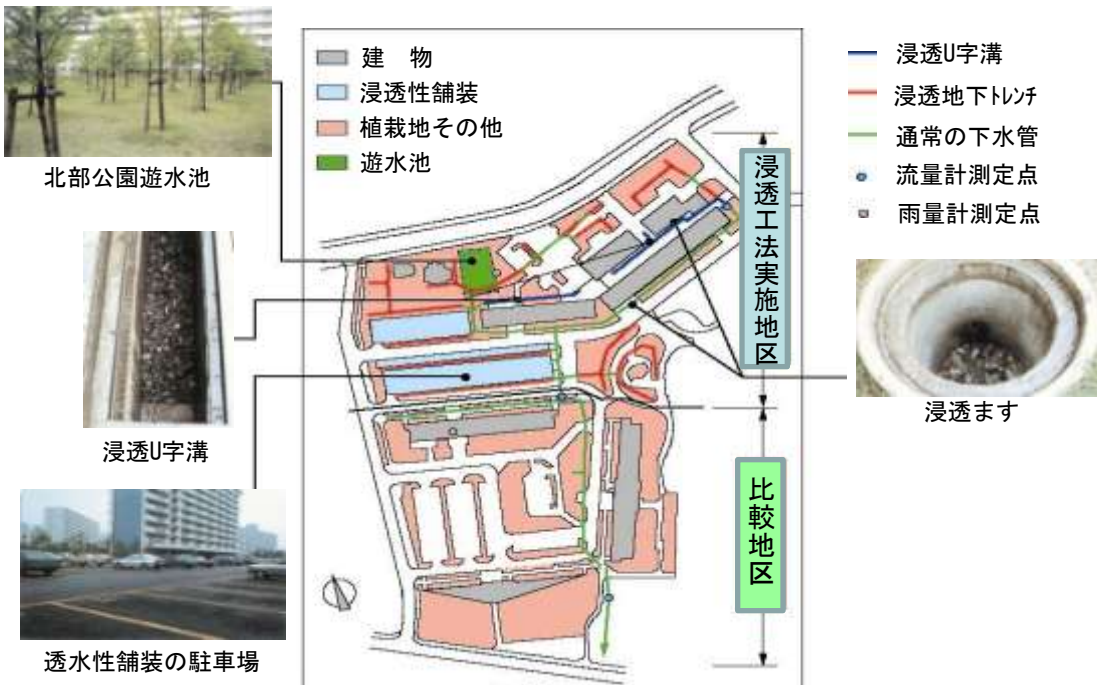 建　物
浸透性舗装
植栽地その他
遊水池
浸透U字溝
浸透地下ﾄﾚﾝﾁ
通常の下水管
流量計測定点
雨量計測定点
北部公園遊水池
浸透U字溝
透水性舗装の駐車場
浸透工法実施地区
比較地区
浸透ます